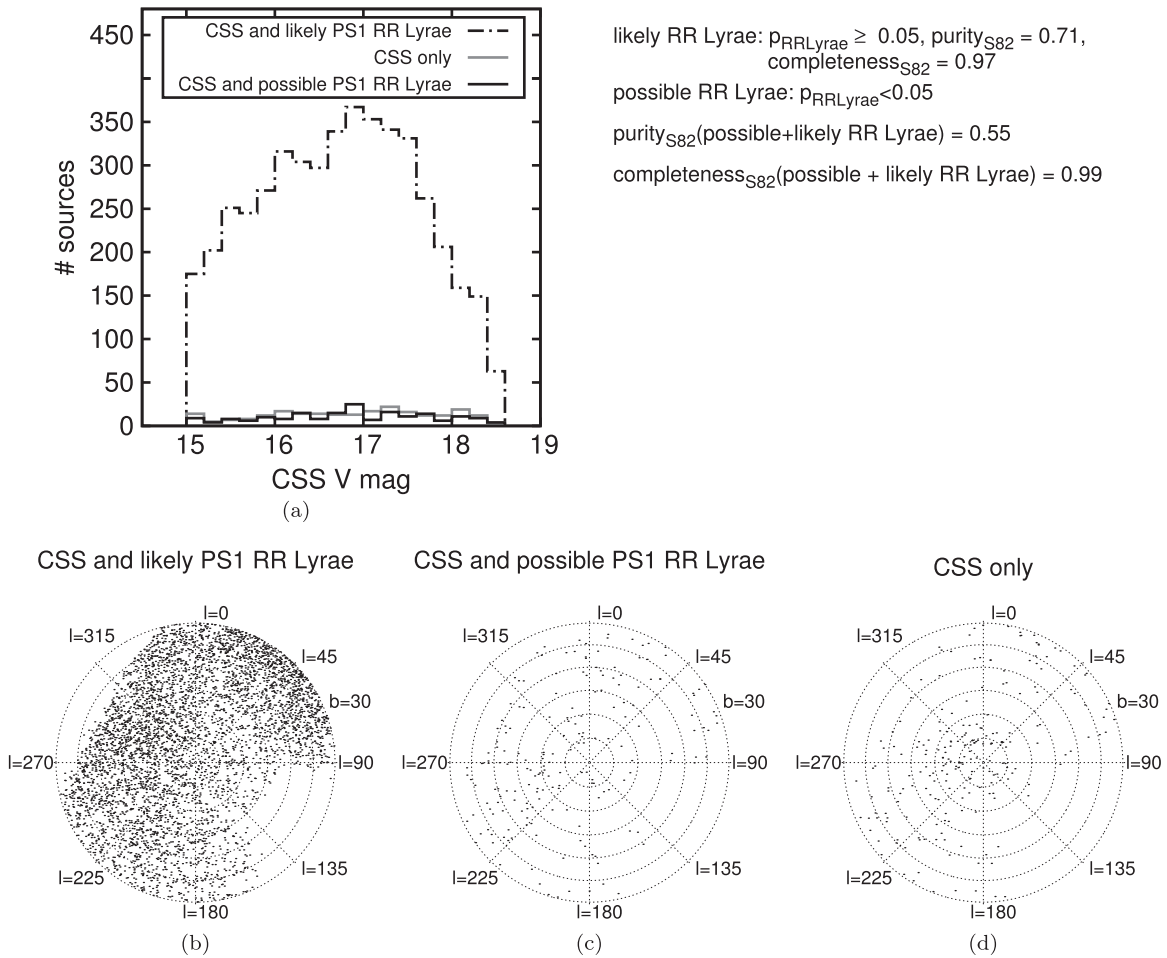 450
400
350
300
250
200
150
100
50
0
# sources
CSS and likely PS1 RR Lyrae
CSS only
CSS and possible PS1 RR Lyrae
15 16 17 18 19
CSS V mag
(a)
likely RR Lyrae: pRRLyrae ≥ 0.05, purityS82 = 0.71,
completenessS82 = 0.97
possible RR Lyrae: pRRLyrae<0.05
purityS82(possible+likely RR Lyrae) = 0.55
completenessS82(possible + likely RR Lyrae) = 0.99
CSS and likely PS1 RR Lyrae
l=0
l=315
l=45
b=30
l=270
l=90
l=225
l=135
l=180
(b)
CSS and possible PS1 RR Lyrae
l=0
l=315
l=45
b=30
l=270
l=90
l=225
l=135
l=180
(c)
CSS only
l=0
l=315
l=45
b=30
l=270
l=90
l=225
l=135
l=180
(d)